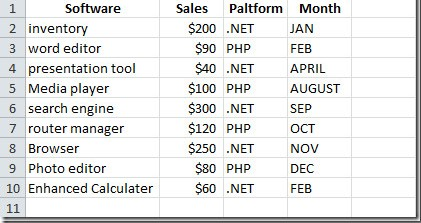 1 Software Sales Paltform Month
2 inventory $200 .NET JAN
3 word editor $90 PHP FEB
4 presentation tool $40 .NET APRIL
5 Media player $100 PHP AUGUST
6 search engine $300 .NET SEP
7 router manager $120 PHP OCT
8 Browser $250 .NET NOV
9 Photo editor $80 PHP DEC
10 Enhanced Calculater $60 .NET FEB
11